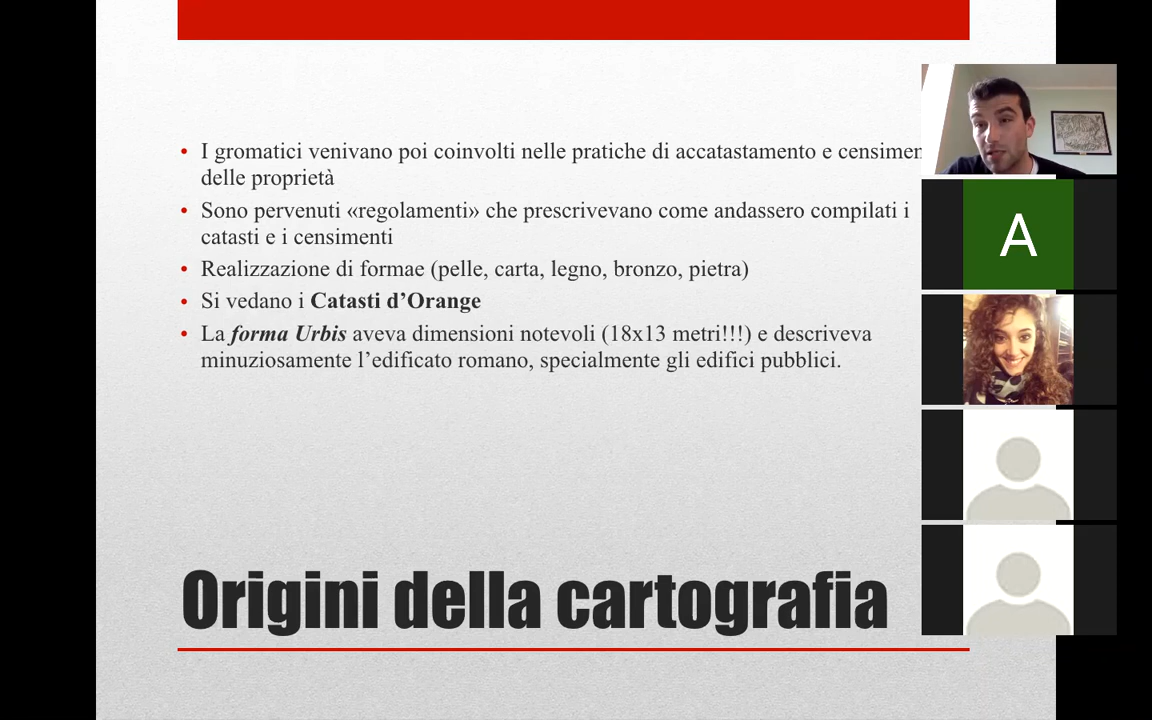 • I gromatici venivano poi coinvolti nelle pratiche di accatastamento e censimen
delle proprietà
• Sono pervenuti «regolamenti» che prescrivevano come andassero compilati i
catasti e i censimenti
• Realizzazione di formae (pelle, carta, legno, bronzo, pietra)
• Si vedano i Catasti d’Orange
• La forma Urbis aveva dimensioni notevoli (18x13 metri!!!) e descriveva
minuziosamente l’edificato romano, specialmente gli edifici pubblici.
Origini della cartografia
A